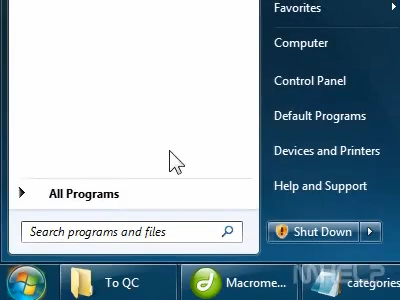 Favorites
Computer
Control Panel
Default Programs
Devices and Printers
All Programs
Help and Support
Search programs and files
Shut Down
To QC
Macrome...
categories